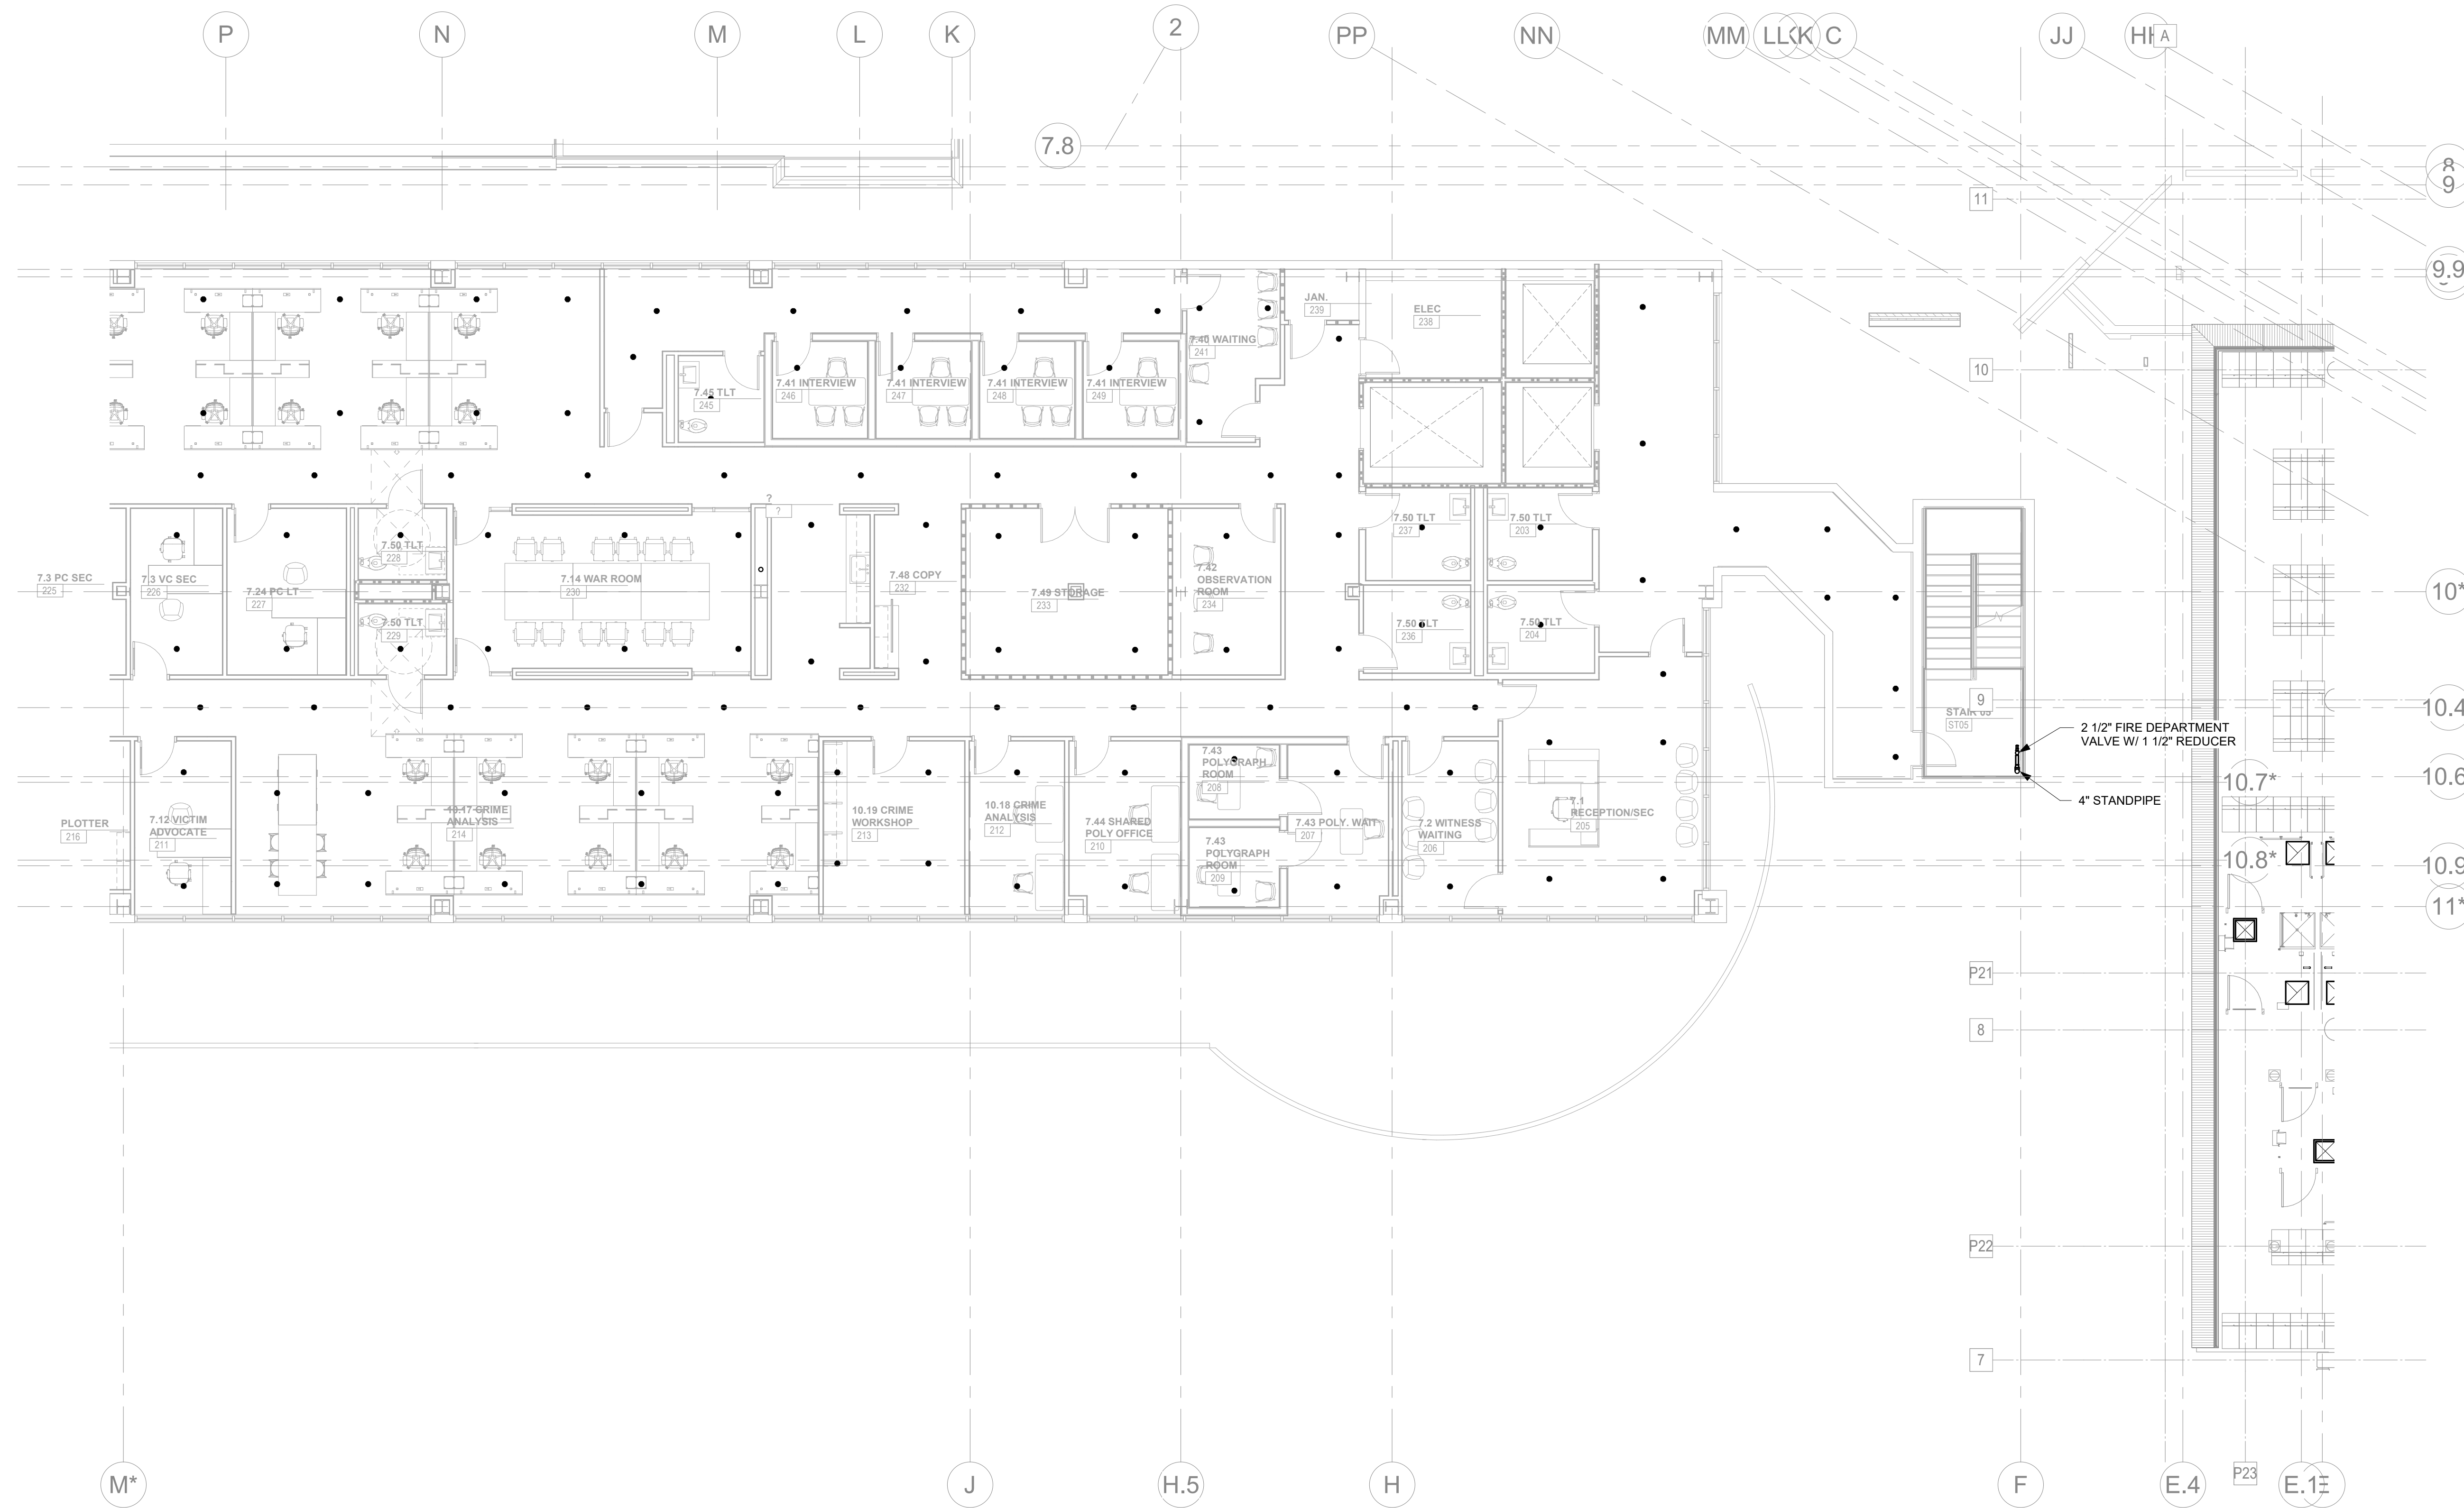 P
N
M
L
K
2
PP
NN
MM
C
JJ
A
7.8
8
9
11
9.9
JAN.
239
ELEC
238
7.40 WAITING
241
10
7.45 TLT
245
7.41 INTERVIEW
246
7.41 INTERVIEW
247
7.41 INTERVIEW
248
7.41 INTERVIEW
249
?
?
7.50 TLT
237
7.50 TLT
203
7.3 PC SEC
225
7.3 VC SEC
226
7.24 PC LT
227
7.50 TLT
228
7.50 TLT
229
7.14 WAR ROOM
230
7.48 COPY
232
7.49 STORAGE
233
7.42
OBSERVATION
ROOM
234
7.50 TLT
236
7.50 TLT
204
10*
9
STAIR 05
ST05
10.4
2 1/2" FIRE DEPARTMENT
VALVE W/ 1 1/2" REDUCER
4" STANDPIPE
10.7*
10.6
PLOTTER
216
7.12 VICTIM
ADVOCATE
211
10.17 CRIME
ANALYSIS
214
10.19 CRIME
WORKSHOP
213
10.18 CRIME
ANALYSIS
212
7.44 SHARED
POLY OFFICE
210
7.43
POLYGRAPH
ROOM
208
7.43
POLYGRAPH
ROOM
209
7.43 POLY. WAIT
207
7.2 WITNESS
WAITING
206
7.1
RECEPTION/SEC
205
10.8*
10.9
11*
P21
8
P22
7
M*
J
H.5
H
F
E.4
P23
E.1